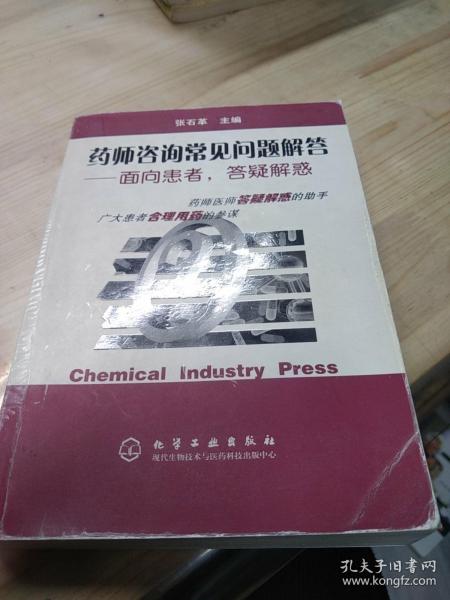 张石革 主编
药师咨询常见问题解答
——面向患者，答疑解惑
药师医师答疑解惑的助手
广大患者合理用药的参谋
Chemical Industry Press
化学工业出版社
现代生物技术与医药科技出版中心
孔夫子旧书网
www.kongfz.com